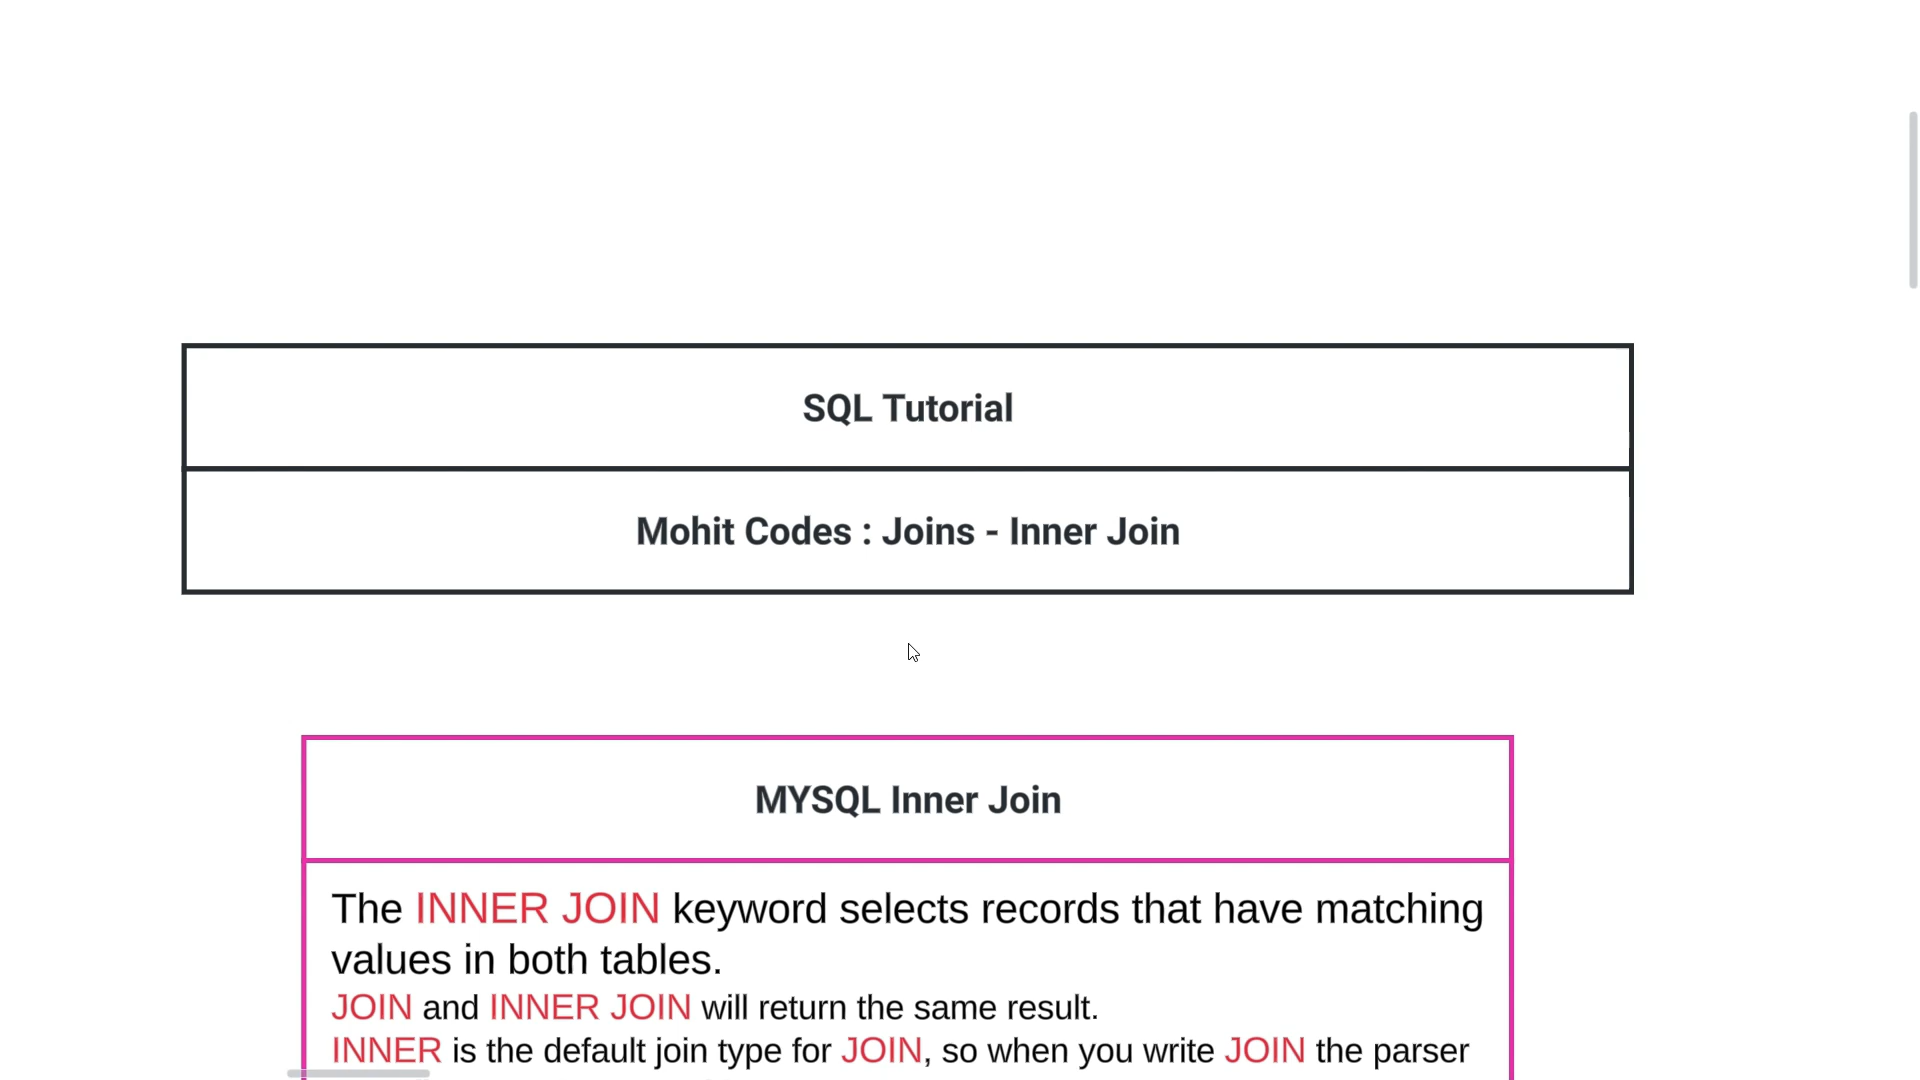 SQL Tutorial
Mohit Codes : Joins - Inner Join
MYSQL Inner Join
The INNER JOIN keyword selects records that have matching
values in both tables.
JOIN and INNER JOIN will return the same result.
INNER is the default join type for JOIN, so when you write JOIN the parser